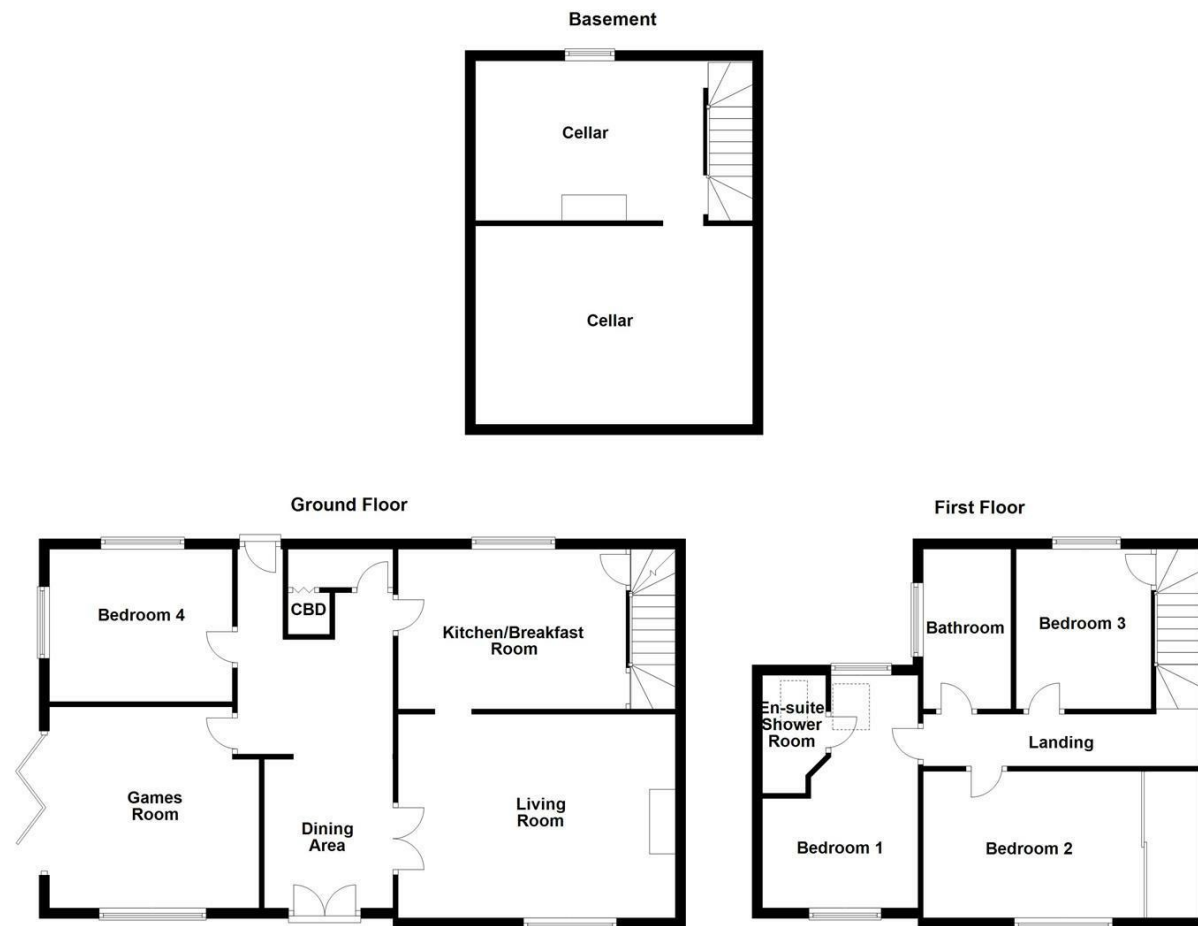 Basement
Cellar
Cellar
Ground Floor
Bedroom 4
CBD
Kitchen/Breakfast
Room
Games
Room
Dining
Area
Living
Room
First Floor
Bathroom
Bedroom 3
En-suite
Shower
Room
Landing
Bedroom 1
Bedroom 2